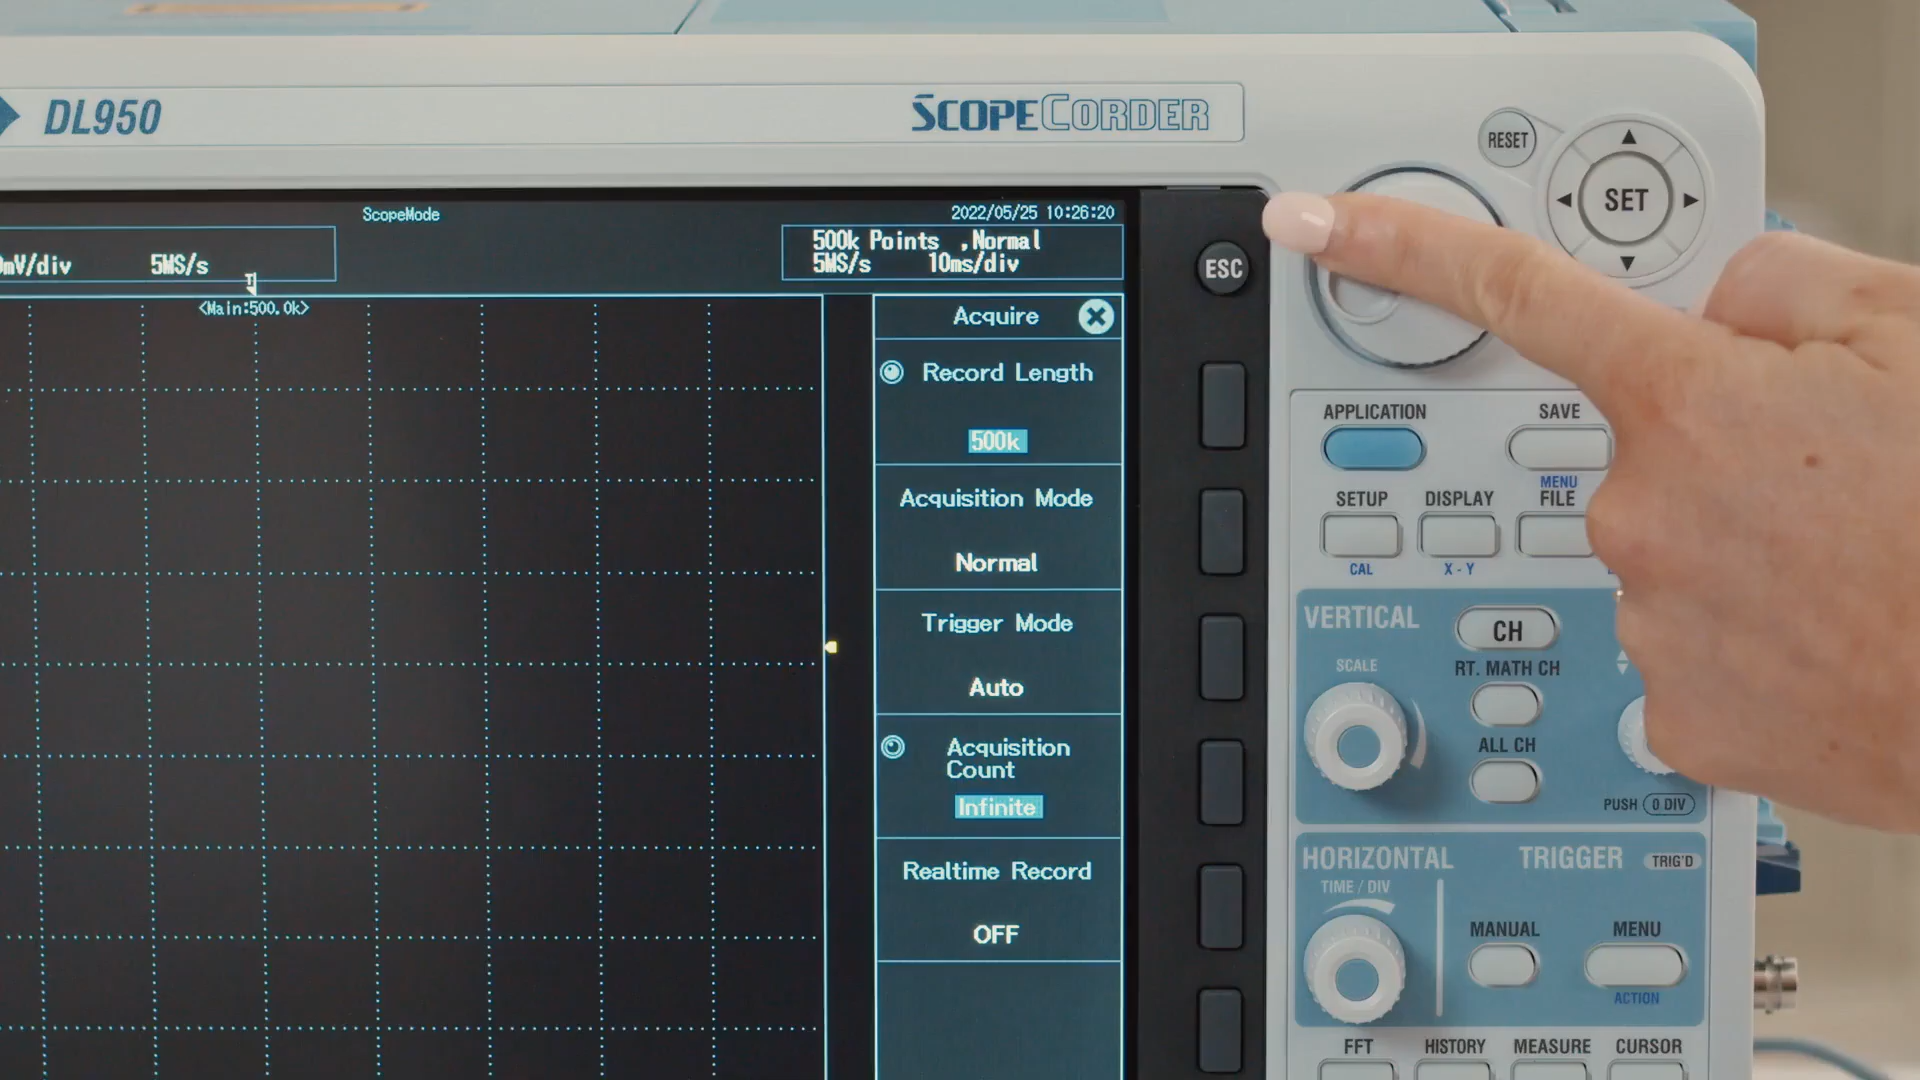 DL950
SCOPECORDER
RESET
SET
ScopeMode
2022/05/25 10:26:20
mV/div
5MS/s
500k Points ,Normal
5MS/s
10ms/div
ESC
T
<Main:500.0k>
Acquire
Record Length
500k
Acquisition Mode
Normal
Trigger Mode
Auto
Acquisition
Count
Infinite
Realtime Record
OFF
APPLICATION
SAVE
MENU
SETUP
DISPLAY
FILE
CAL
X - Y
VERTICAL
CH
SCALE
RT. MATH CH
ALL CH
PUSH 0 DIV
HORIZONTAL
TRIGGER
TRIG'D
TIME / DIV
MANUAL
MENU
ACTION
FFT
HISTORY
MEASURE
CURSOR